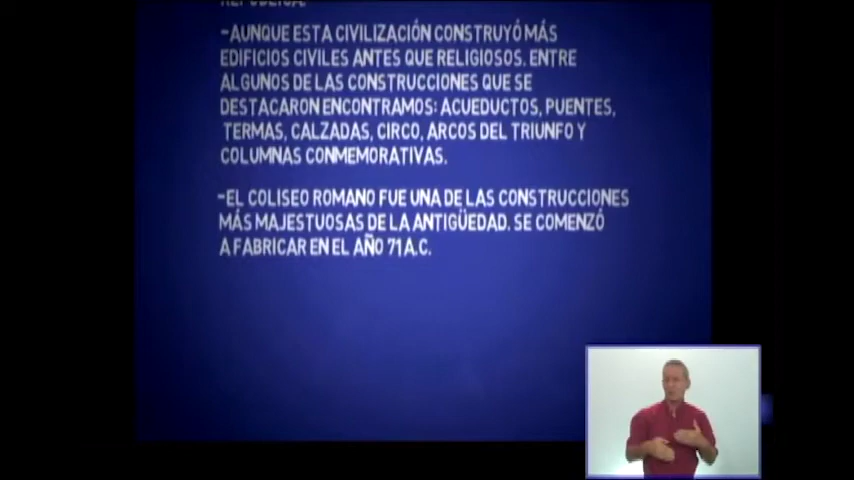 REPÚBLICA.
-AUNQUE ESTA CIVILIZACIÓN CONSTRUYÓ MÁS
EDIFICIOS CIVILES ANTES QUE RELIGIOSOS. ENTRE
ALGUNOS DE LAS CONSTRUCCIONES QUE SE
DESTACARON ENCONTRAMOS: ACUEDUCTOS, PUENTES,
TERMAS, CALZADAS, CIRCO, ARCOS DEL TRIUNFO Y
COLUMNAS CONMEMORATIVAS.
-EL COLISEO ROMANO FUE UNA DE LAS CONSTRUCCIONES
MÁS MAJESTUOSAS DE LA ANTIGÜEDAD. SE COMENZÓ
A FABRICAR EN EL AÑO 71 A.C.